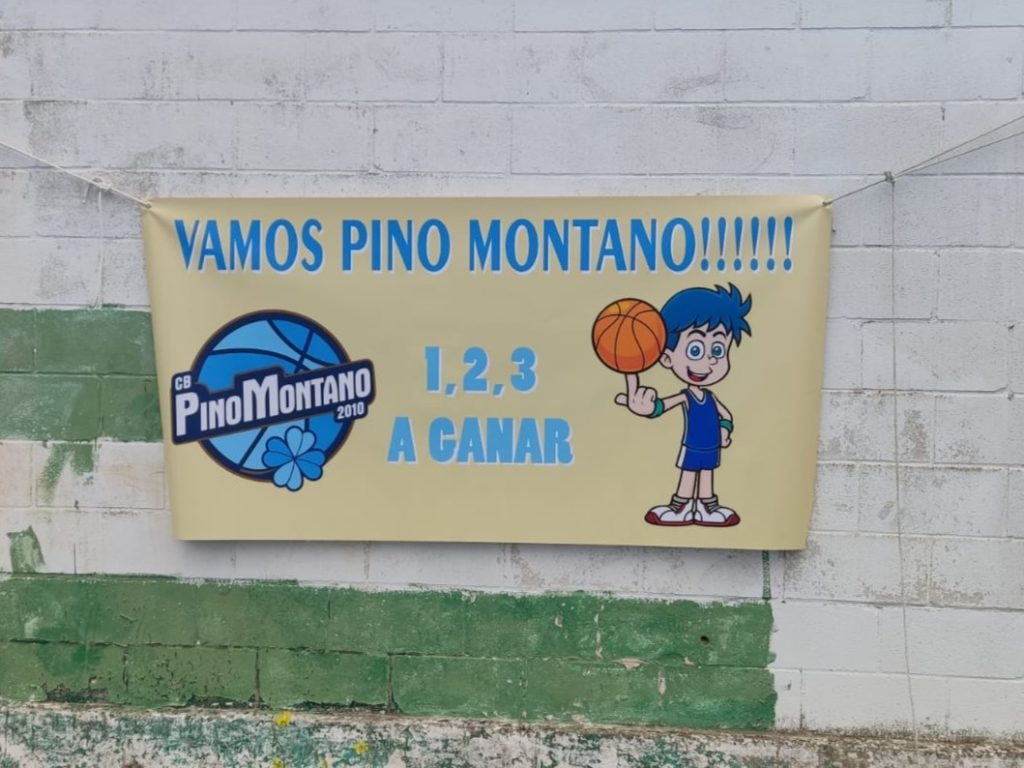 VAMOS PINO MONTANO!!!!!!
CB
PINOMONTANO
2010
1,2,3
A GANAR